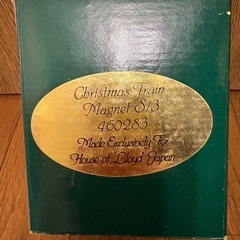 Christmas Train
Magnet S/3
460283
Made Exclusively For
House of Lloyd Japan